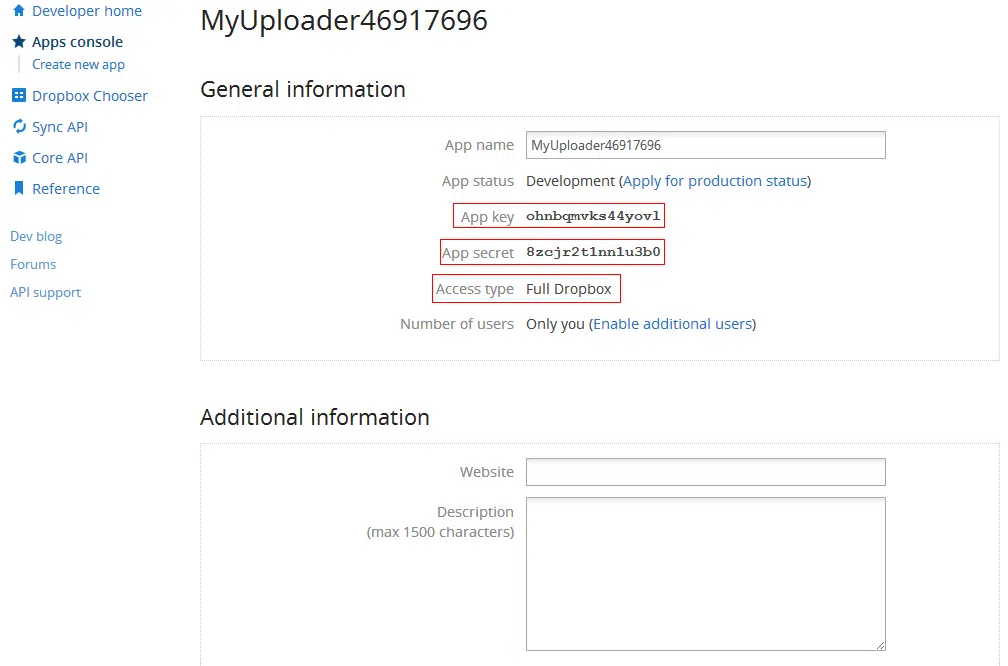 Developer home
Apps console
Create new app
Dropbox Chooser
Sync API
Core API
Reference
Dev blog
Forums
API support
MyUploader46917696
General information
App name MyUploader46917696
App status Development (Apply for production status)
App key ohnbqmvks44yovl
App secret 8zcjr2t1nn1u3b0
Access type Full Dropbox
Number of users Only you (Enable additional users)
Additional information
Website
Description
(max 1500 characters)